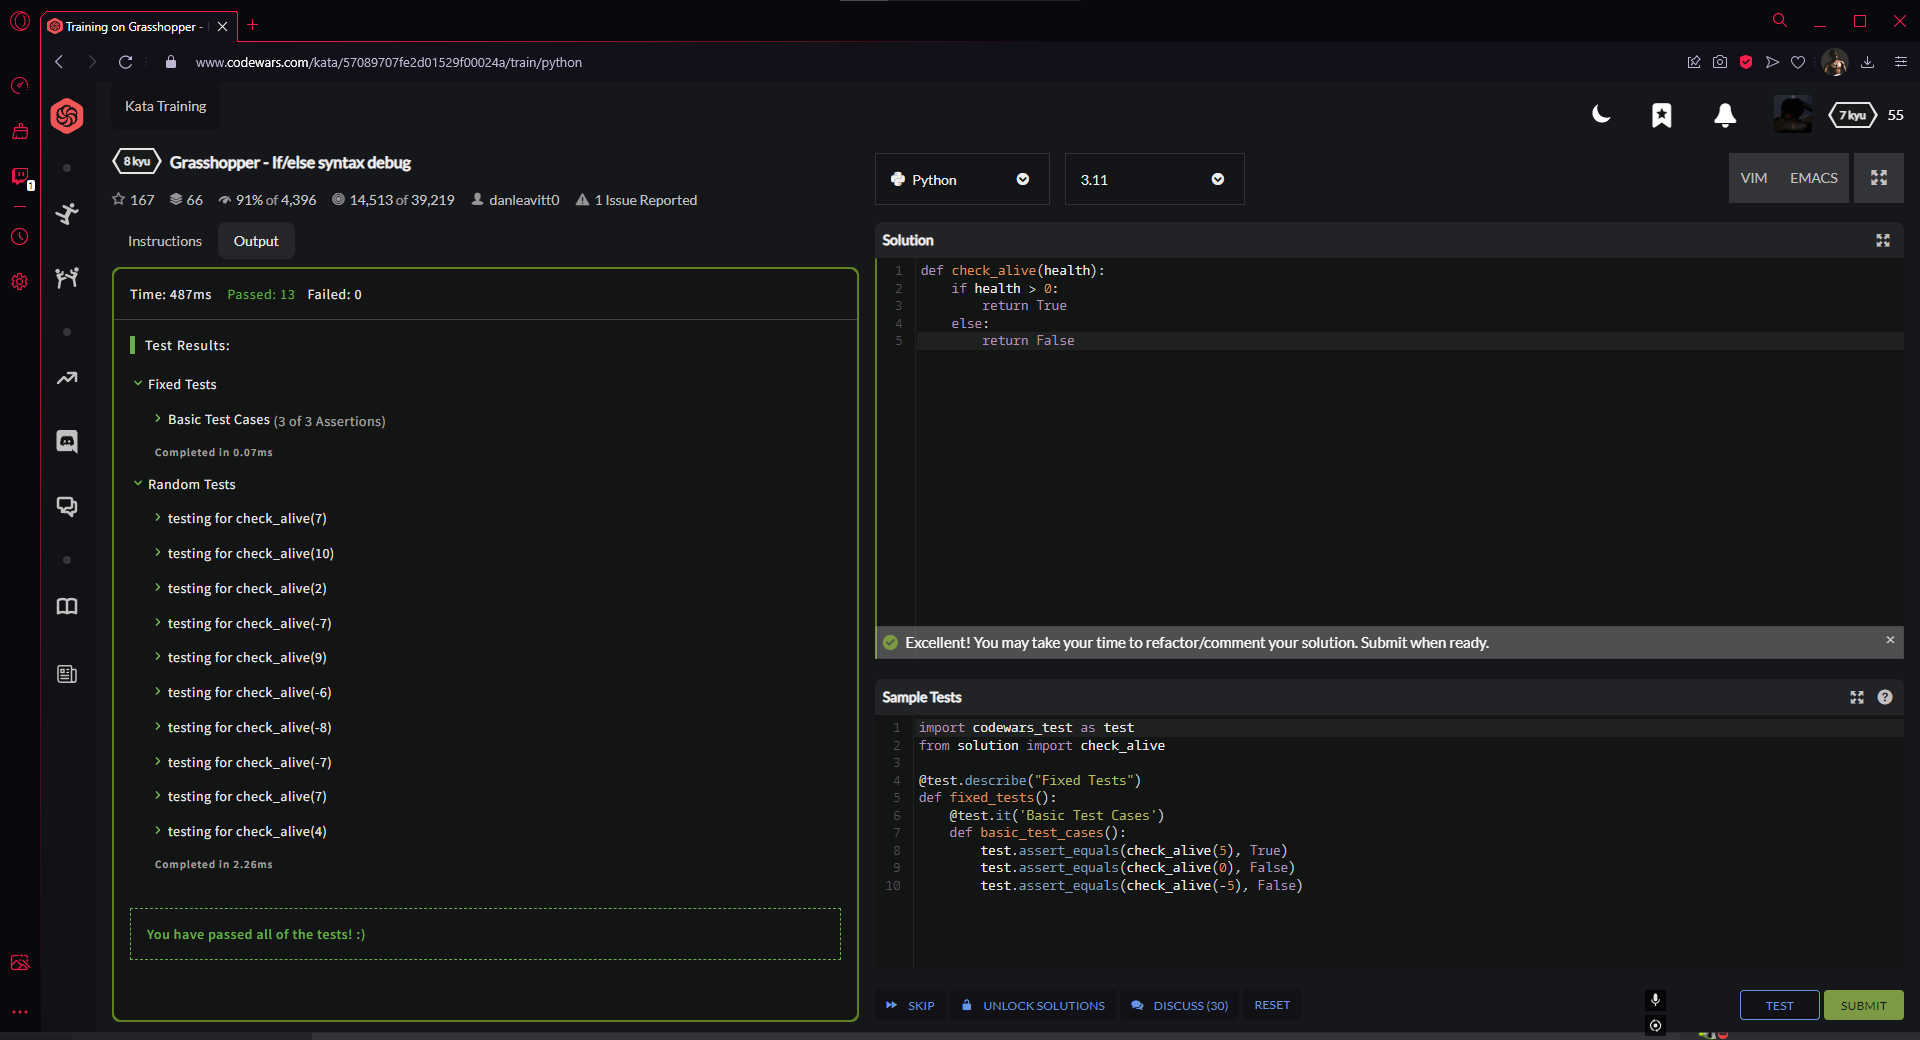 Training on Grasshopper -
www.codewars.com/kata/57089707fe2d01529f00024a/train/python
1
Kata Training
7 kyu 55
8 kyu Grasshopper - If/else syntax debug
167 66 91% of 4,396 14,513 of 39,219 danleavitt0 1 Issue Reported
Instructions Output
Time: 487ms Passed: 13 Failed: 0
Test Results:
Fixed Tests
Basic Test Cases (3 of 3 Assertions)
Completed in 0.07ms
Random Tests
testing for check_alive(7)
testing for check_alive(10)
testing for check_alive(2)
testing for check_alive(-7)
testing for check_alive(9)
testing for check_alive(-6)
testing for check_alive(-8)
testing for check_alive(-7)
testing for check_alive(7)
testing for check_alive(4)
Completed in 2.26ms
You have passed all of the tests! :)
Python 3.11 VIM EMACS
Solution
1 def check_alive(health):
2     if health > 0:
3         return True
4     else:
5         return False
Excellent! You may take your time to refactor/comment your solution. Submit when ready.
Sample Tests
1 import codewars_test as test
2 from solution import check_alive
3
4 @test.describe("Fixed Tests")
5 def fixed_tests():
6     @test.it('Basic Test Cases')
7     def basic_test_cases():
8         test.assert_equals(check_alive(5), True)
9         test.assert_equals(check_alive(0), False)
10         test.assert_equals(check_alive(-5), False)
SKIP UNLOCK SOLUTIONS DISCUSS (30) RESET TEST SUBMIT